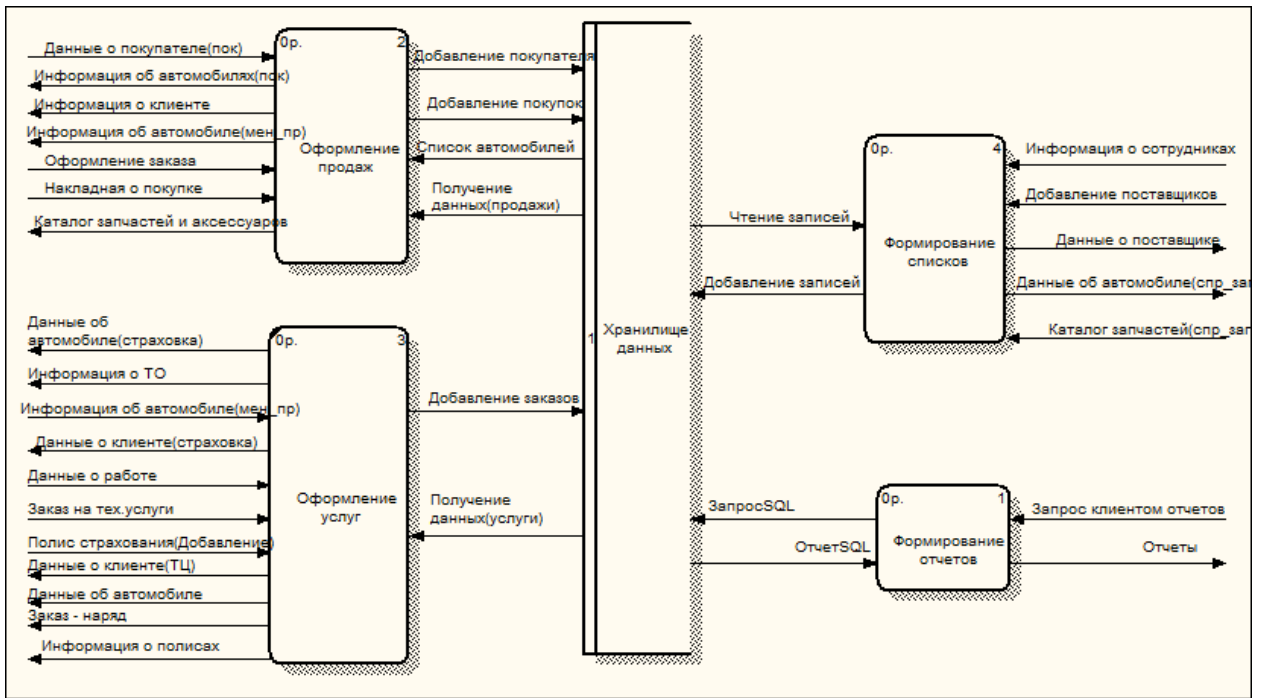 0р.
2
Данные о покупателе(пок)
Информация об автомобилях(пок)
Информация о клиенте
Информация об автомобиле(мен_пр)
Оформление заказа
Накладная о покупке
Каталог запчастей и аксессуаров
Оформление
продаж
Добавление покупателя
Добавление покупок
Список автомобилей
Получение
данных(продажи)
0р.
3
Данные об
автомобиле(страховка)
Информация о ТО
Информация об автомобиле(мен_пр)
Данные о клиенте(страховка)
Данные о работе
Заказ на тех.услуги
Полис страхования(Добавление)
Данные о клиенте(ТЦ)
Данные об автомобиле
Заказ - наряд
Информация о полисах
Оформление
услуг
Добавление заказов
Получение
данных(услуги)
1
Хранилище
данных
Чтение записей
Добавление записей
0р.
4
Формирование
списков
Информация о сотрудниках
Добавление поставщиков
Данные о поставщике
Данные об автомобиле(спр_зап
Каталог запчастей(спр_зап
ЗапросSQL
ОтчетSQL
0р.
1
Формирование
отчетов
Запрос клиентом отчетов
Отчеты